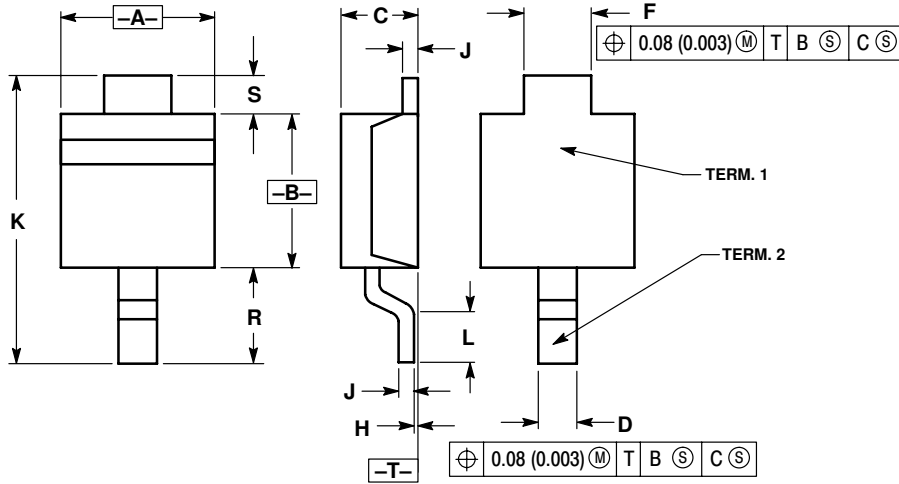 –A–
C
F
⌖ 0.08 (0.003) Ⓜ T B Ⓢ C Ⓢ
J
S
K
–B–
TERM. 1
TERM. 2
R
L
J
H
D
–T–
⌖ 0.08 (0.003) Ⓜ T B Ⓢ C Ⓢ